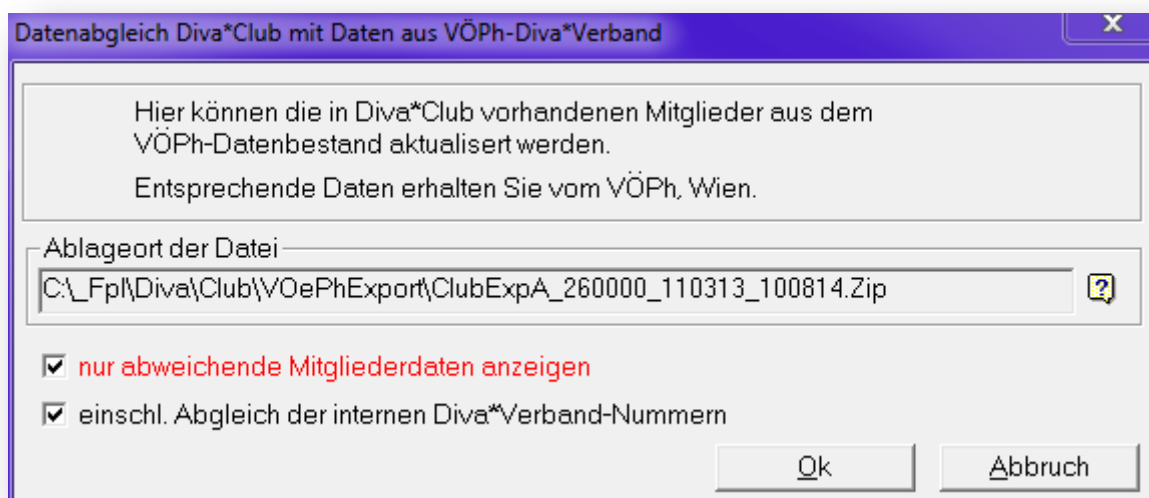 Datenabgleich Diva*Club mit Daten aus VÖPh-Diva*Verband
X
Hier können die in Diva*Club vorhandenen Mitglieder aus dem
VÖPh-Datenbestand aktualisert werden.
Entsprechende Daten erhalten Sie vom VÖPh, Wien.
Ablageort der Datei
C:\_Fpl\Diva\Club\VOePhExport\ClubExpA_260000_110313_100814.Zip
?
nur abweichende Mitgliederdaten anzeigen
einschl. Abgleich der internen Diva*Verband-Nummern
Ok
Abbruch